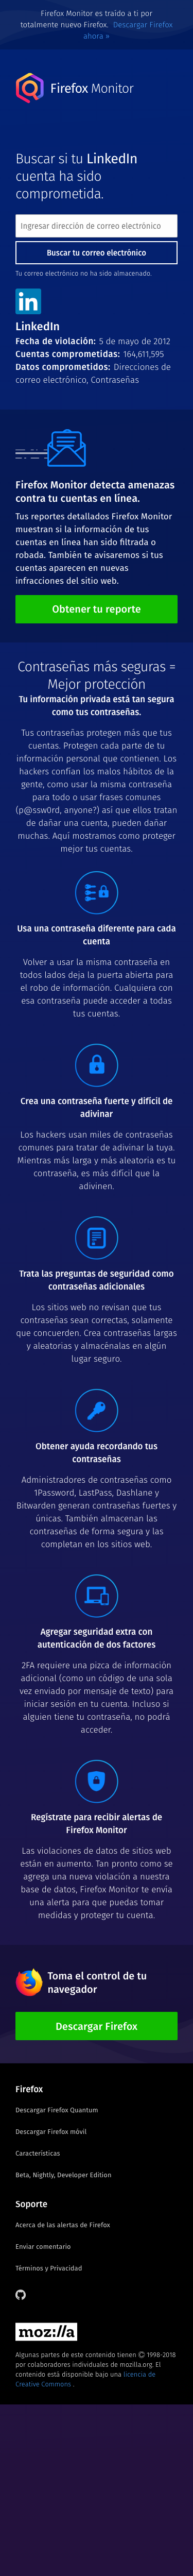 Firefox Monitor es traído a ti por
totalmente nuevo Firefox. Descargar Firefox
ahora »
Firefox Monitor
Buscar si tu LinkedIn
cuenta ha sido
comprometida.
Ingresar dirección de correo electrónico
Buscar tu correo electrónico
Tu correo electrónico no ha sido almacenado.
in
LinkedIn
Fecha de violación: 5 de mayo de 2012
Cuentas comprometidas: 164,611,595
Datos comprometidos: Direcciones de
correo electrónico, Contraseñas
Firefox Monitor detecta amenazas
contra tu cuentas en línea.
Tus reportes detallados Firefox Monitor
muestran si la información de tus
cuentas en línea han sido filtrada o
robada. También te avisaremos si tus
cuentas aparecen en nuevas
infracciones del sitio web.
Obtener tu reporte
Contraseñas más seguras =
Mejor protección
Tu información privada está tan segura
como tus contraseñas.
Tus contraseñas protegen más que tus
cuentas. Protegen cada parte de tu
información personal que contienen. Los
hackers confían los malos hábitos de la
gente, como usar la misma contraseña
para todo o usar frases comunes
(p@ssw0rd, anyone?) así que ellos tratan
de dañar una cuenta, pueden dañar
muchas. Aquí mostramos como proteger
mejor tus cuentas.
Usa una contraseña diferente para cada
cuenta
Volver a usar la misma contraseña en
todos lados deja la puerta abierta para
el robo de información. Cualquiera con
esa contraseña puede acceder a todas
tus cuentas.
Crea una contraseña fuerte y difícil de
adivinar
Los hackers usan miles de contraseñas
comunes para tratar de adivinar la tuya.
Mientras más larga y más aleatoria es tu
contraseña, es más difícil que la
adivinen.
Trata las preguntas de seguridad como
contraseñas adicionales
Los sitios web no revisan que tus
contraseñas sean correctas, solamente
que concuerden. Crea contraseñas largas
y aleatorias y almacénalas en algún
lugar seguro.
Obtener ayuda recordando tus
contraseñas
Administradores de contraseñas como
1Password, LastPass, Dashlane y
Bitwarden generan contraseñas fuertes y
únicas. También almacenan las
contraseñas de forma segura y las
completan en los sitios web.
Agregar seguridad extra con
autenticación de dos factores
2FA requiere una pizca de información
adicional (como un código de una sola
vez enviado por mensaje de texto) para
iniciar sesión en tu cuenta. Incluso si
alguien tiene tu contraseña, no podrá
acceder.
Regístrate para recibir alertas de
Firefox Monitor
Las violaciones de datos de sitios web
están en aumento. Tan pronto como se
agrega una nueva violación a nuestra
base de datos, Firefox Monitor te envía
una alerta para que puedas tomar
medidas y proteger tu cuenta.
Toma el control de tu
navegador
Descargar Firefox
Firefox
Descargar Firefox Quantum
Descargar Firefox móvil
Características
Beta, Nightly, Developer Edition
Soporte
Acerca de las alertas de Firefox
Enviar comentario
Términos y Privacidad
moz://a
Algunas partes de este contenido tienen © 1998-2018
por colaboradores individuales de mozilla.org. El
contenido está disponible bajo una licencia de
Creative Commons .